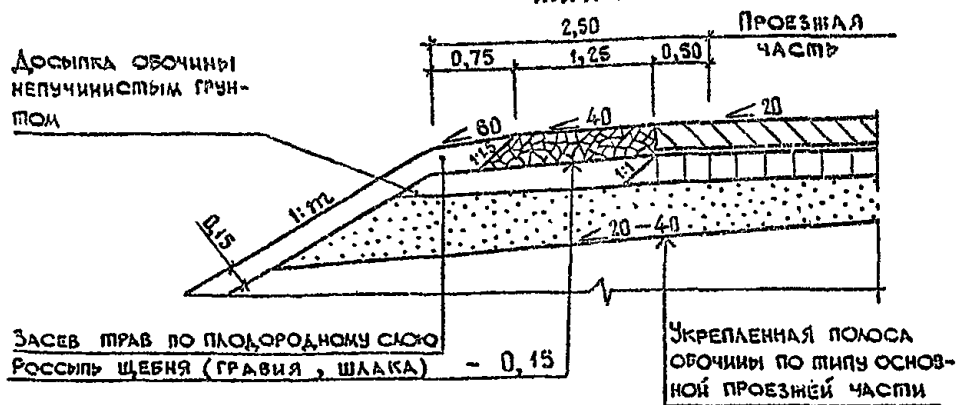 2,50
ПРОЕЗЖАЯ
ЧАСТЬ
0,75
1,25
0,50
ДОСЫПКА ОБОЧИНЫ
НЕПУЧИНИСТЫМ ГРУН-
ТОМ
60
40
20
1:1,5
1:1
1:m
0,15
20-40
ЗАСЕВ ТРАВ ПО ПЛОДОРОДНОМУ СЛОЮ
РОССЫПЬ ЩЕБНЯ (ГРАВИЯ, ШЛАКА) - 0,15
УКРЕПЛЕННАЯ ПОЛОСА
ОБОЧИНЫ ПО ТИПУ ОСНОВ-
НОЙ ПРОЕЗЖЕЙ ЧАСТИ